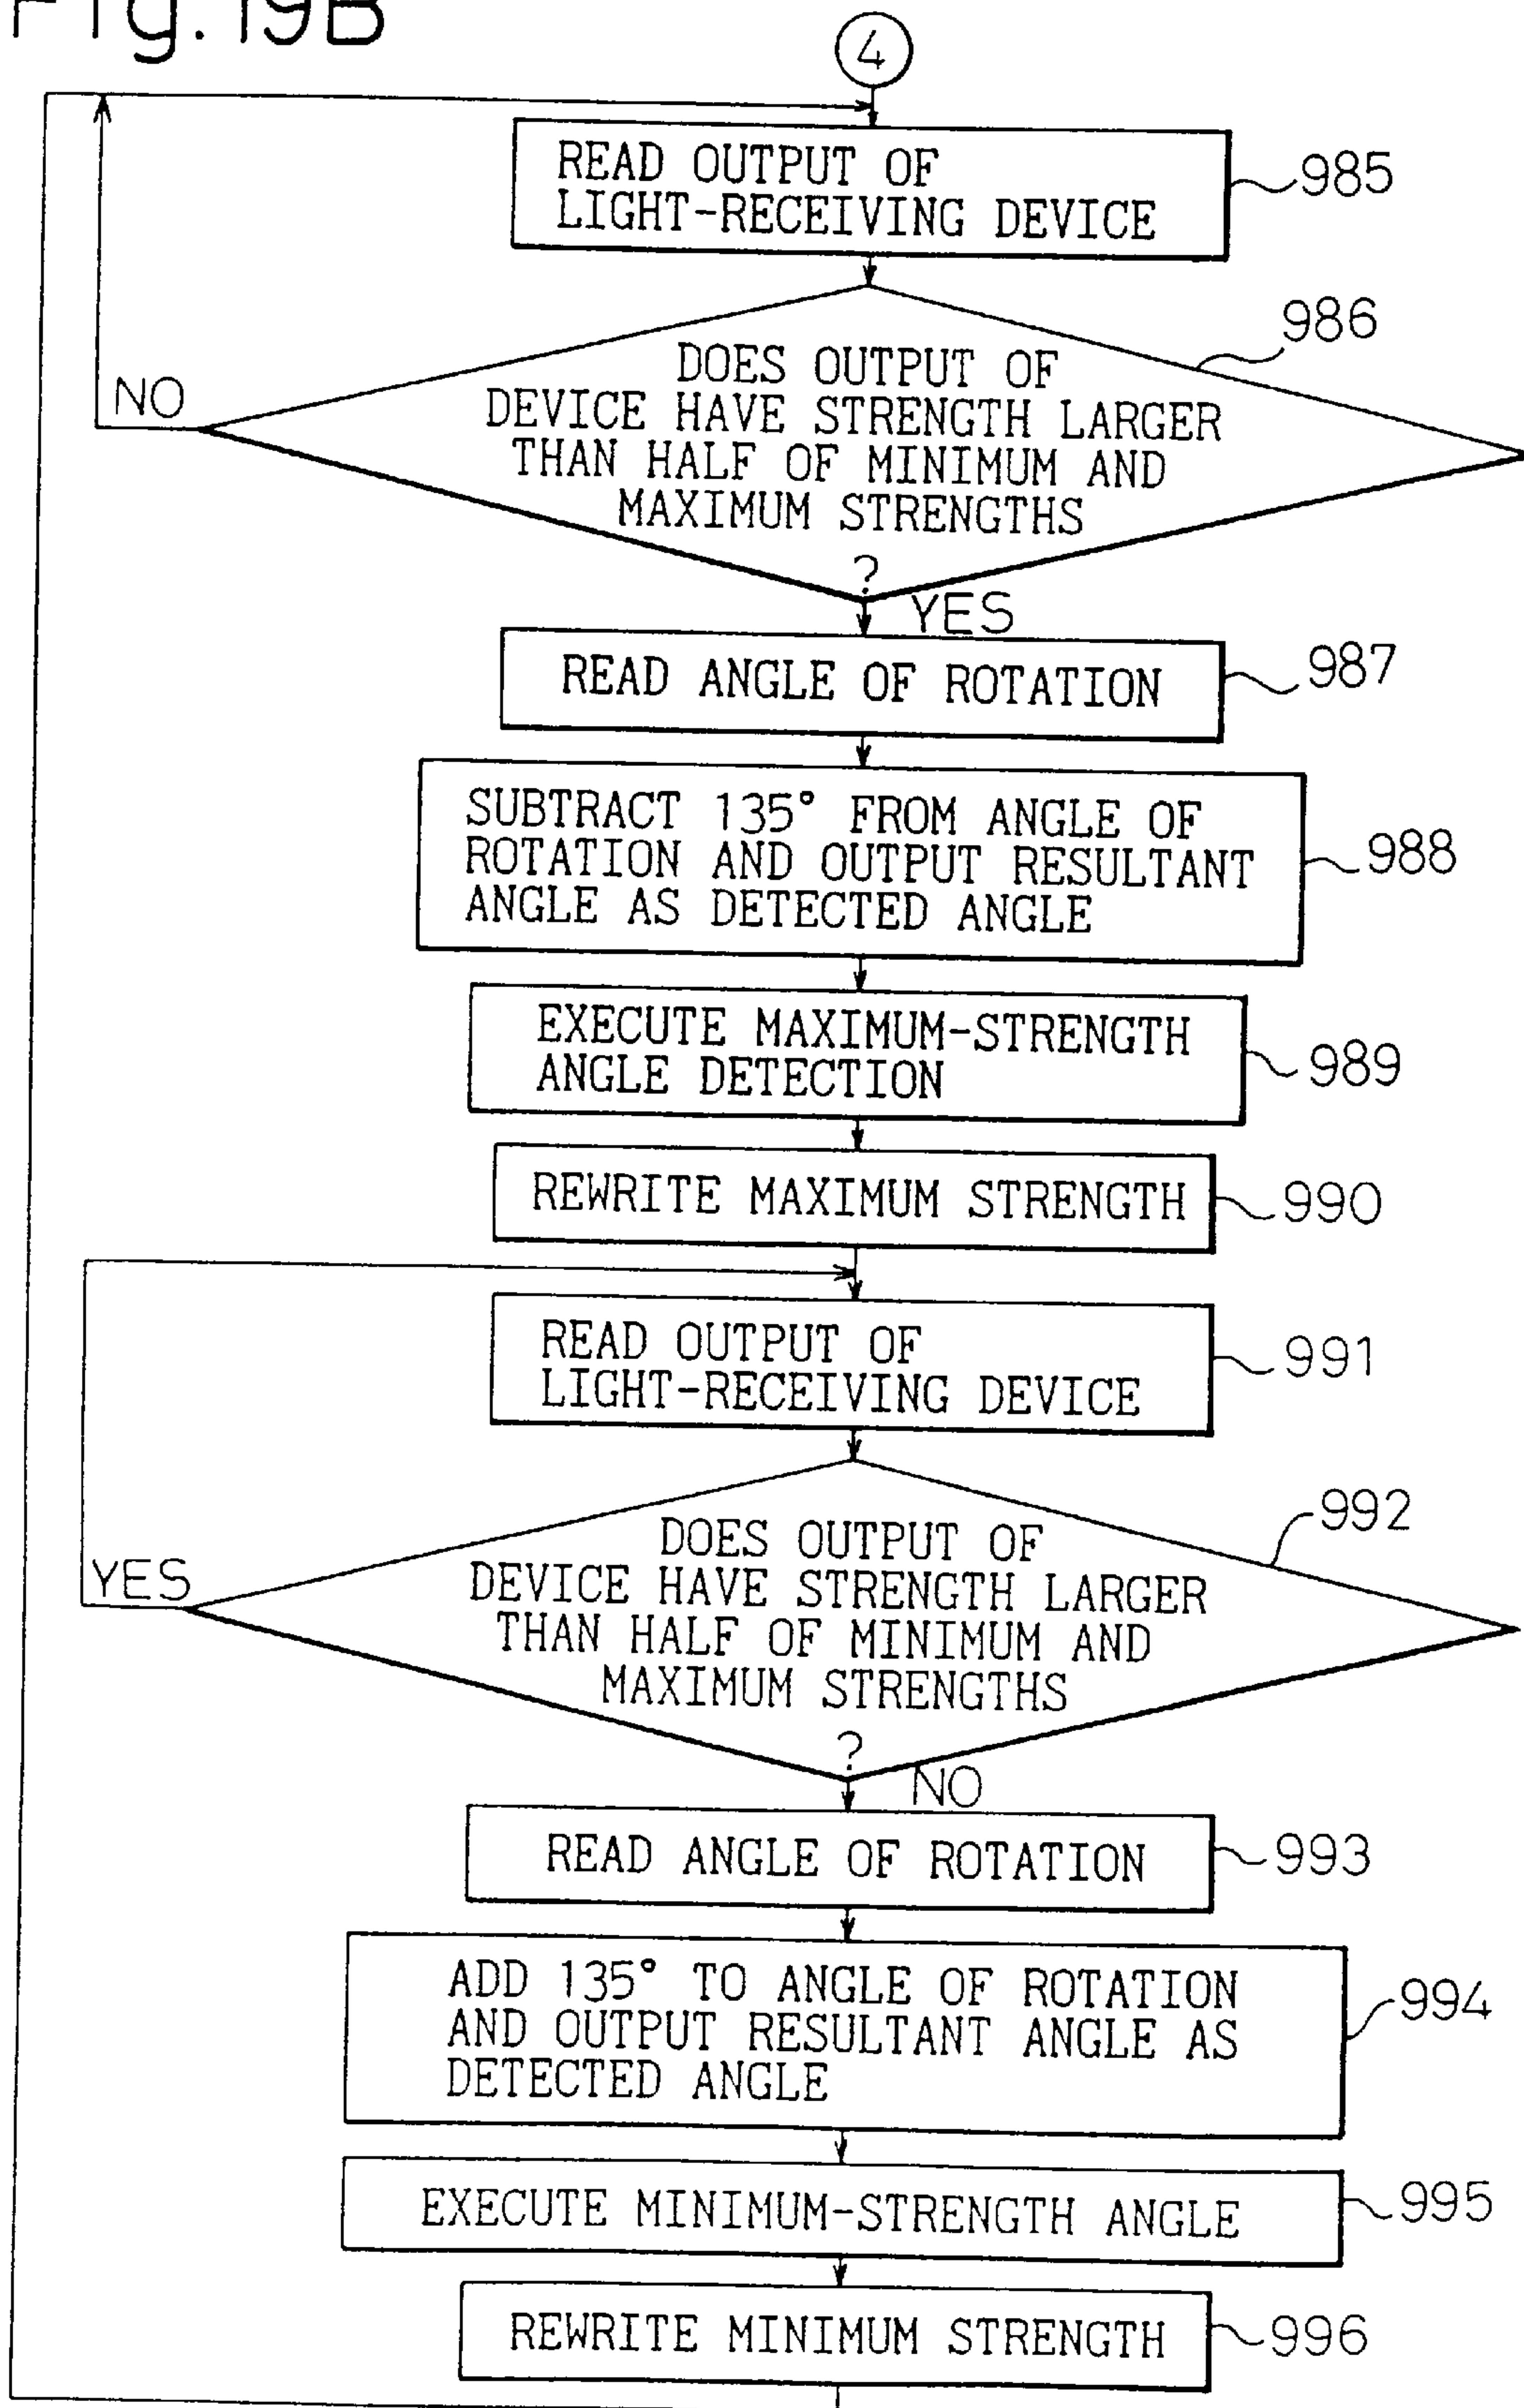 Fig. 19B
4
READ OUTPUT OF
LIGHT-RECEIVING DEVICE
985
986
DOES OUTPUT OF
DEVICE HAVE STRENGTH LARGER
THAN HALF OF MINIMUM AND
MAXIMUM STRENGTHS
?
NO
YES
READ ANGLE OF ROTATION
987
SUBTRACT 135° FROM ANGLE OF
ROTATION AND OUTPUT RESULTANT
ANGLE AS DETECTED ANGLE
988
EXECUTE MAXIMUM-STRENGTH
ANGLE DETECTION
989
REWRITE MAXIMUM STRENGTH
990
READ OUTPUT OF
LIGHT-RECEIVING DEVICE
991
992
DOES OUTPUT OF
DEVICE HAVE STRENGTH LARGER
THAN HALF OF MINIMUM AND
MAXIMUM STRENGTHS
?
YES
NO
READ ANGLE OF ROTATION
993
ADD 135° TO ANGLE OF ROTATION
AND OUTPUT RESULTANT ANGLE AS
DETECTED ANGLE
994
EXECUTE MINIMUM-STRENGTH ANGLE
995
REWRITE MINIMUM STRENGTH
996